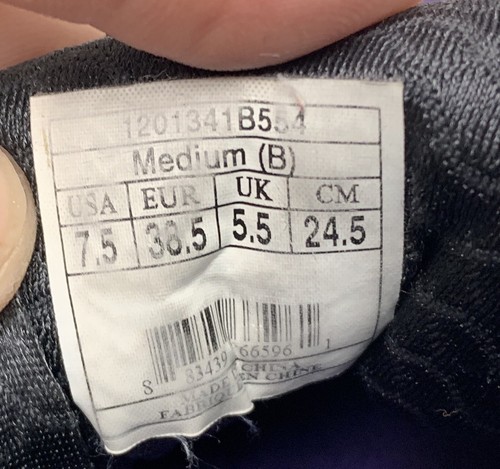 1201341B554
Medium (B)
USA EUR UK CM
7.5 38.5 5.5 24.5
8 83439 66596 1
MADE IN CHINA
FABRIQUÉ EN CHINE